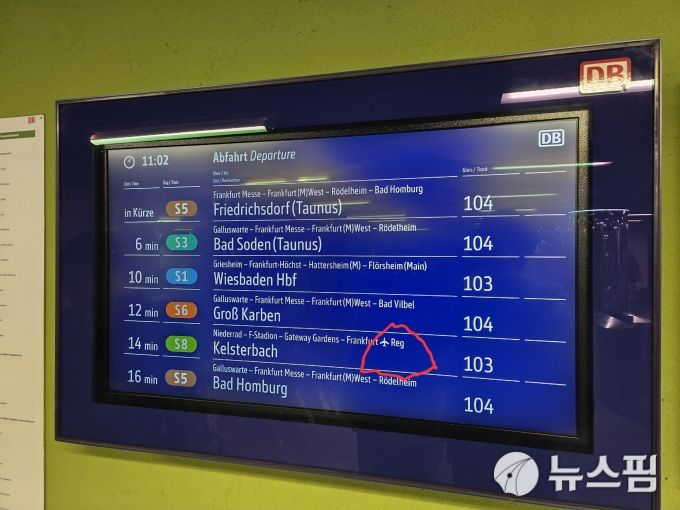 DB
DB
11:02 Abfahrt Departure
Zeit / Time Zug / Train Gleis / Track
Frankfurt Messe – Frankfurt(M)West – Rödelheim – Bad Homburg
in Kürze S5 Friedrichsdorf(Taunus) 104
Galluswarte – Frankfurt Messe – Frankfurt(M)West – Rödelheim
6 min S3 Bad Soden(Taunus) 104
Griesheim – Frankfurt-Höchst – Hattersheim(M) – Flörsheim(Main)
10 min S1 Wiesbaden Hbf 103
Galluswarte – Frankfurt Messe – Frankfurt(M)West – Bad Vilbel
12 min S6 Groß Karben 104
Niederrad – F-Stadion – Gateway Gardens – Frankfurt ✈ Reg
14 min S8 Kelsterbach 103
Galluswarte – Frankfurt Messe – Frankfurt(M)West – Rödelheim
16 min S5 Bad Homburg 104
뉴스핌